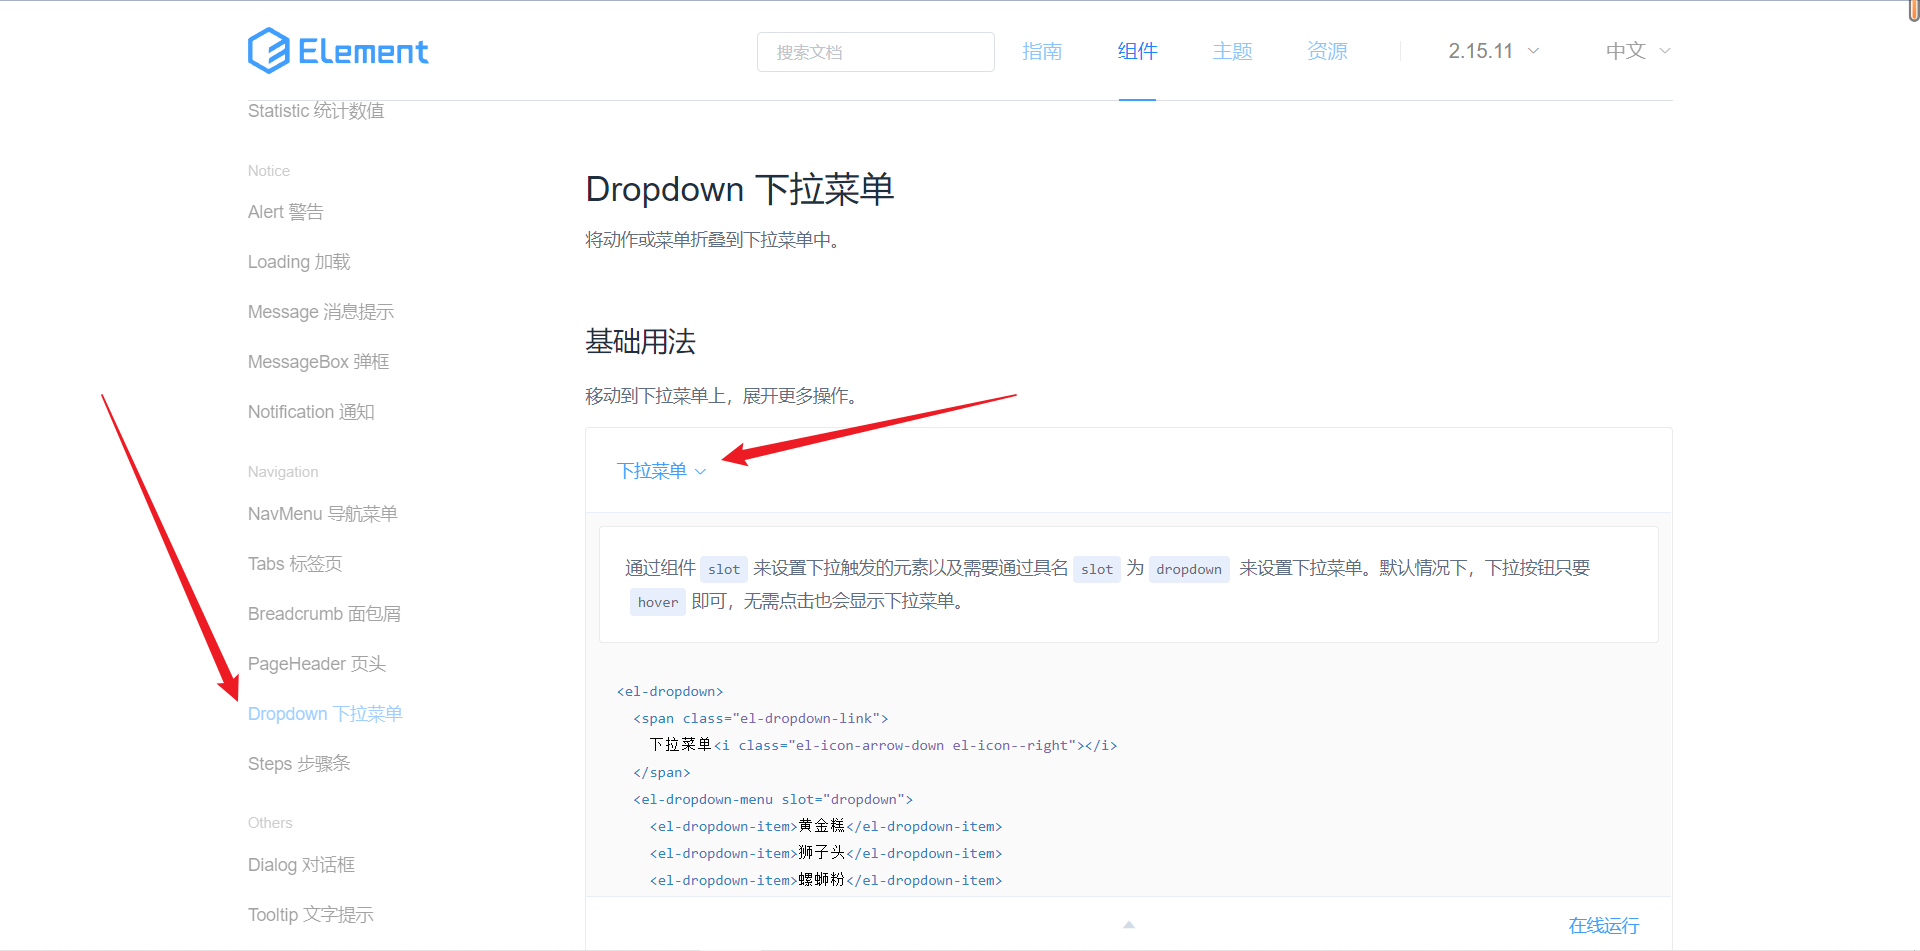 Element
搜索文档
指南
组件
主题
资源
2.15.11
中文
Statistic 统计数值
Notice
Alert 警告
Loading 加载
Message 消息提示
MessageBox 弹框
Notification 通知
Navigation
NavMenu 导航菜单
Tabs 标签页
Breadcrumb 面包屑
PageHeader 页头
Dropdown 下拉菜单
Steps 步骤条
Others
Dialog 对话框
Tooltip 文字提示
Dropdown 下拉菜单
将动作或菜单折叠到下拉菜单中。
基础用法
移动到下拉菜单上，展开更多操作。
下拉菜单
通过组件 slot 来设置下拉触发的元素以及需要通过具名 slot 为 dropdown 来设置下拉菜单。默认情况下，下拉按钮只要
hover 即可，无需点击也会显示下拉菜单。
<el-dropdown>
<span class="el-dropdown-link">
下拉菜单<i class="el-icon-arrow-down el-icon--right"></i>
</span>
<el-dropdown-menu slot="dropdown">
<el-dropdown-item>黄金糕</el-dropdown-item>
<el-dropdown-item>狮子头</el-dropdown-item>
<el-dropdown-item>螺蛳粉</el-dropdown-item>
在线运行